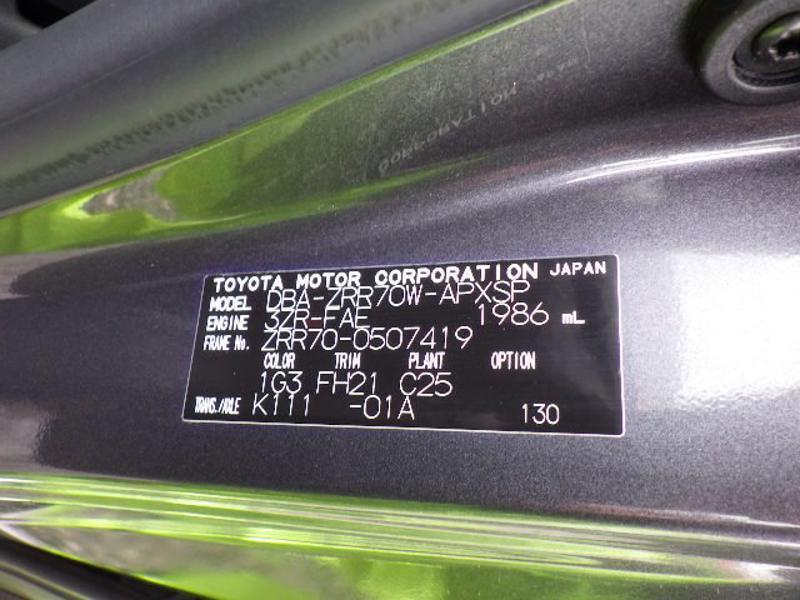 TOYOTA MOTOR CORPORATION JAPAN
MODEL DBA-ZRR70W-APXSP
ENGINE 3ZR-FAE 1986 mL
FRAME No. ZRR70-0507419
COLOR TRIM PLANT OPTION
1G3 FH21 C25
TRANS./AXLE K111 -01A 130